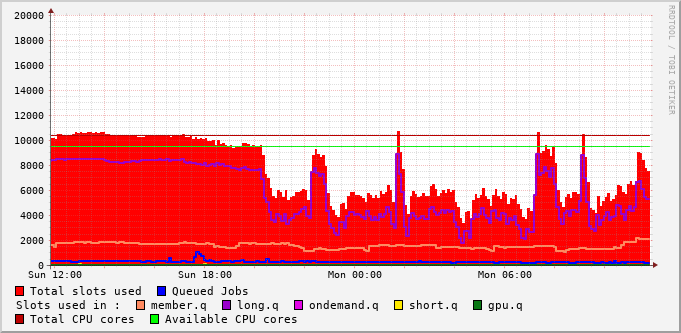 20000
18000
16000
14000
12000
10000
8000
6000
4000
2000
0
Sun 12:00 Sun 18:00 Mon 00:00 Mon 06:00
Total slots used Queued Jobs
Slots used in : member.q long.q ondemand.q short.q gpu.q
Total CPU cores Available CPU cores
RRDTOOL / TOBI OETIKER